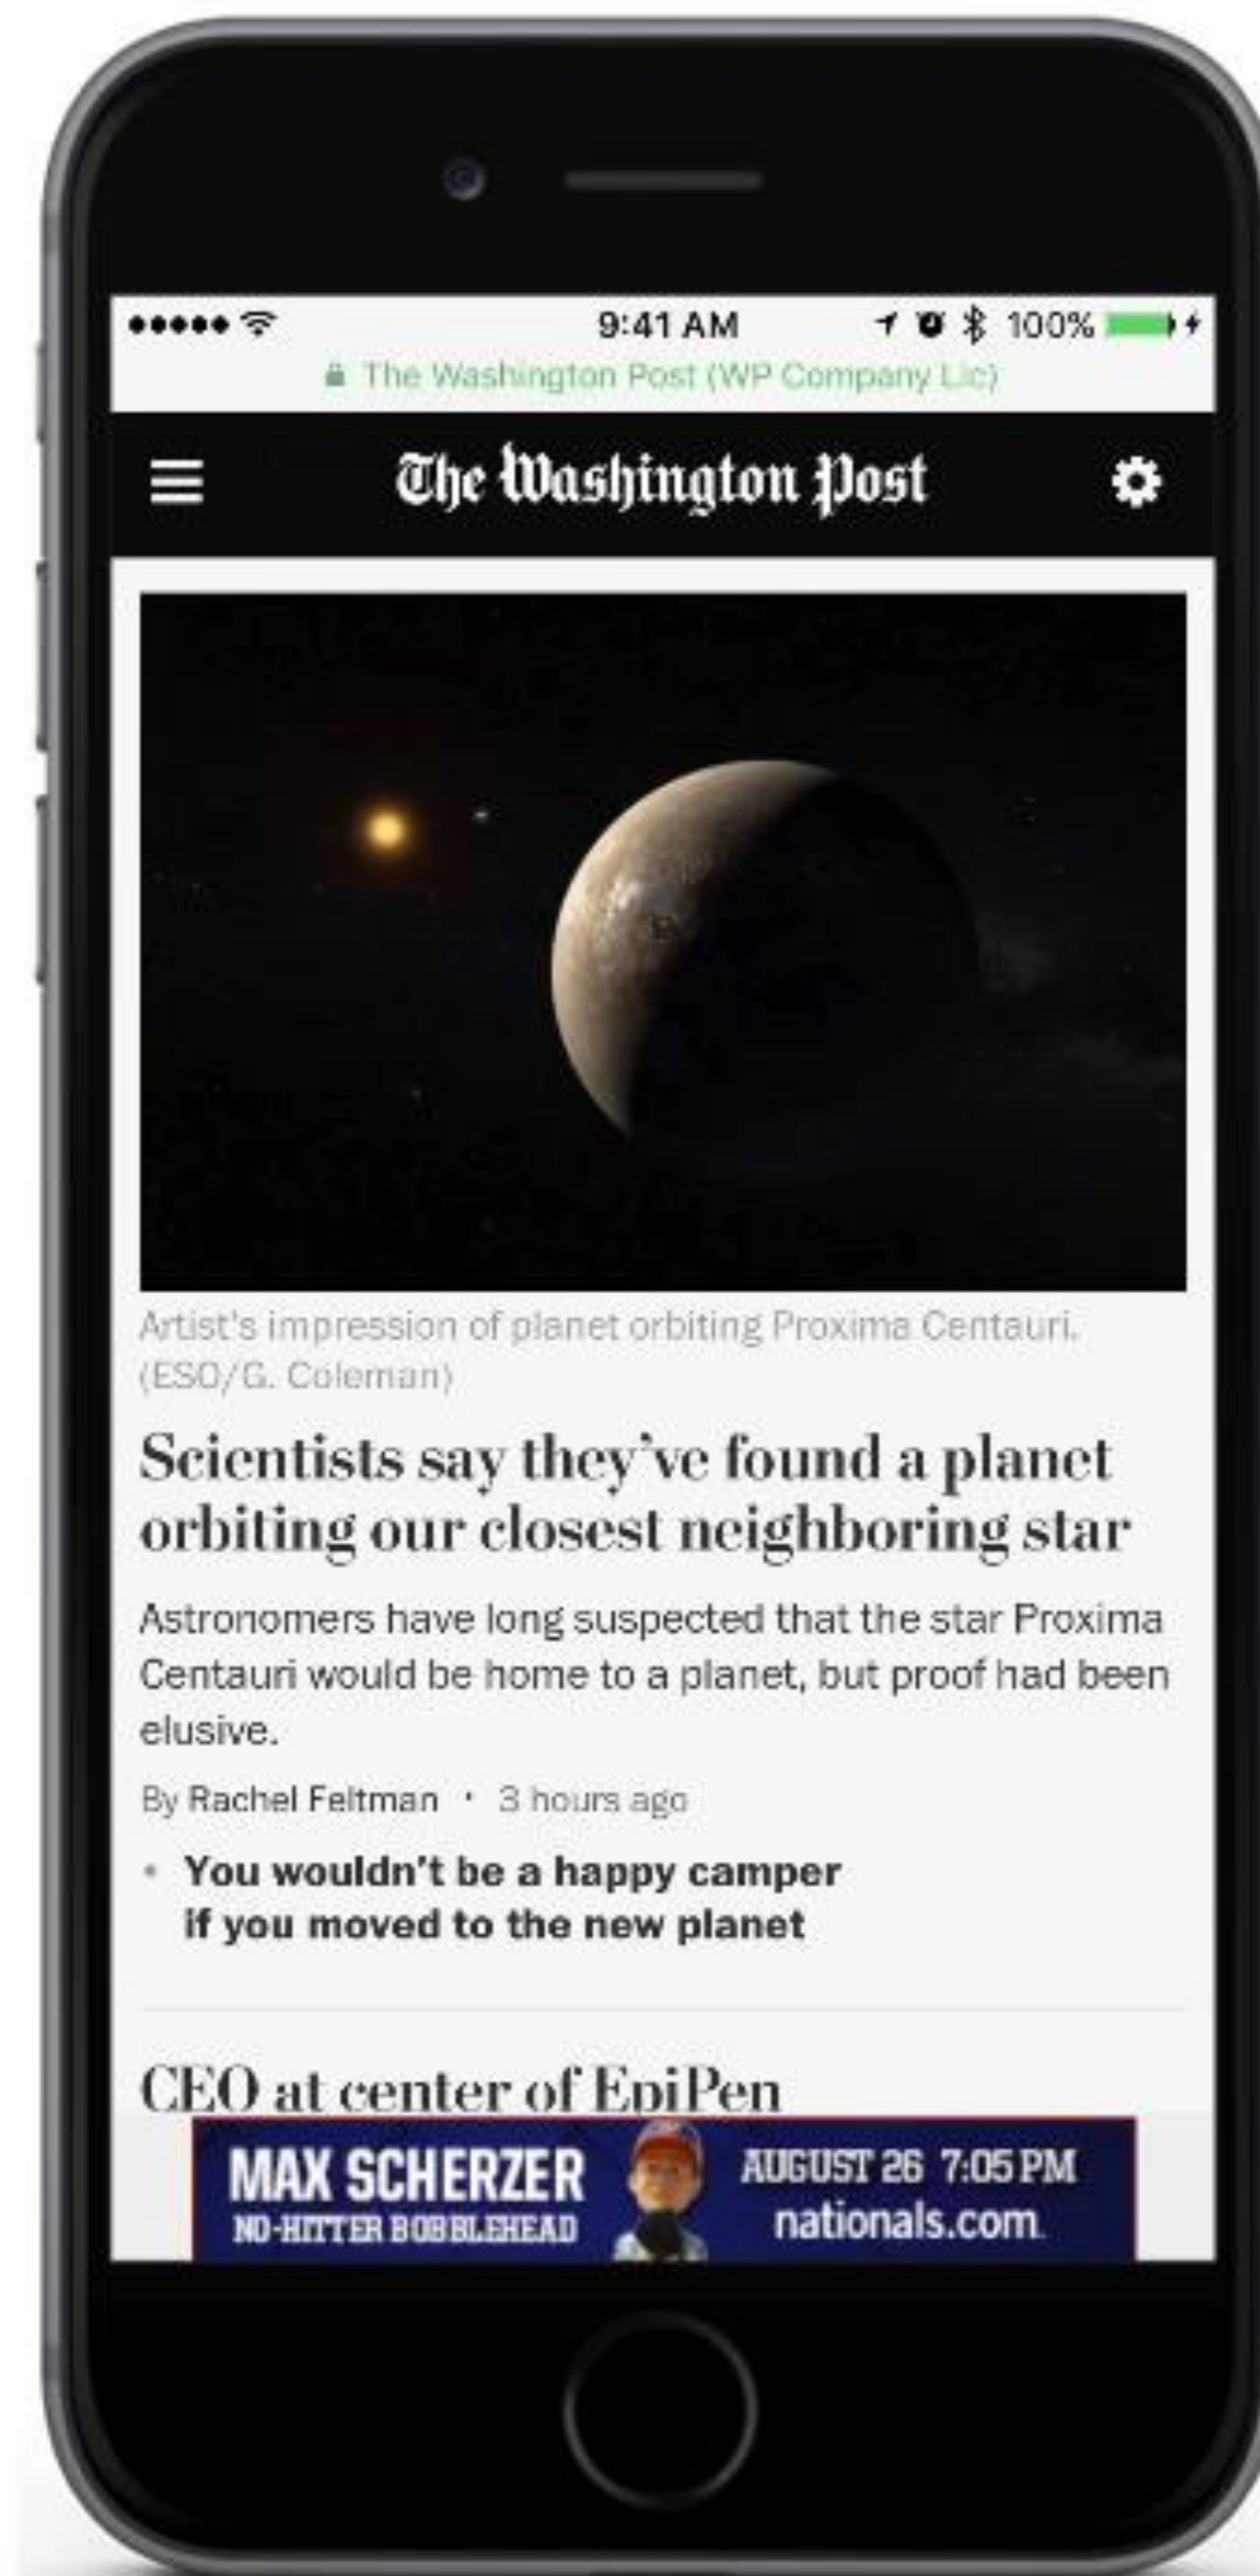 9:41 AM 100%
The Washington Post (WP Company Llc)
The Washington Post
Artist's impression of planet orbiting Proxima Centauri.
(ESO/G. Coleman)
Scientists say they've found a planet
orbiting our closest neighboring star
Astronomers have long suspected that the star Proxima
Centauri would be home to a planet, but proof had been
elusive.
By Rachel Feltman • 3 hours ago
• You wouldn't be a happy camper
if you moved to the new planet
CEO at center of EpiPen
MAX SCHERZER
NO-HITTER BOBBLEHEAD
AUGUST 26 7:05 PM
nationals.com